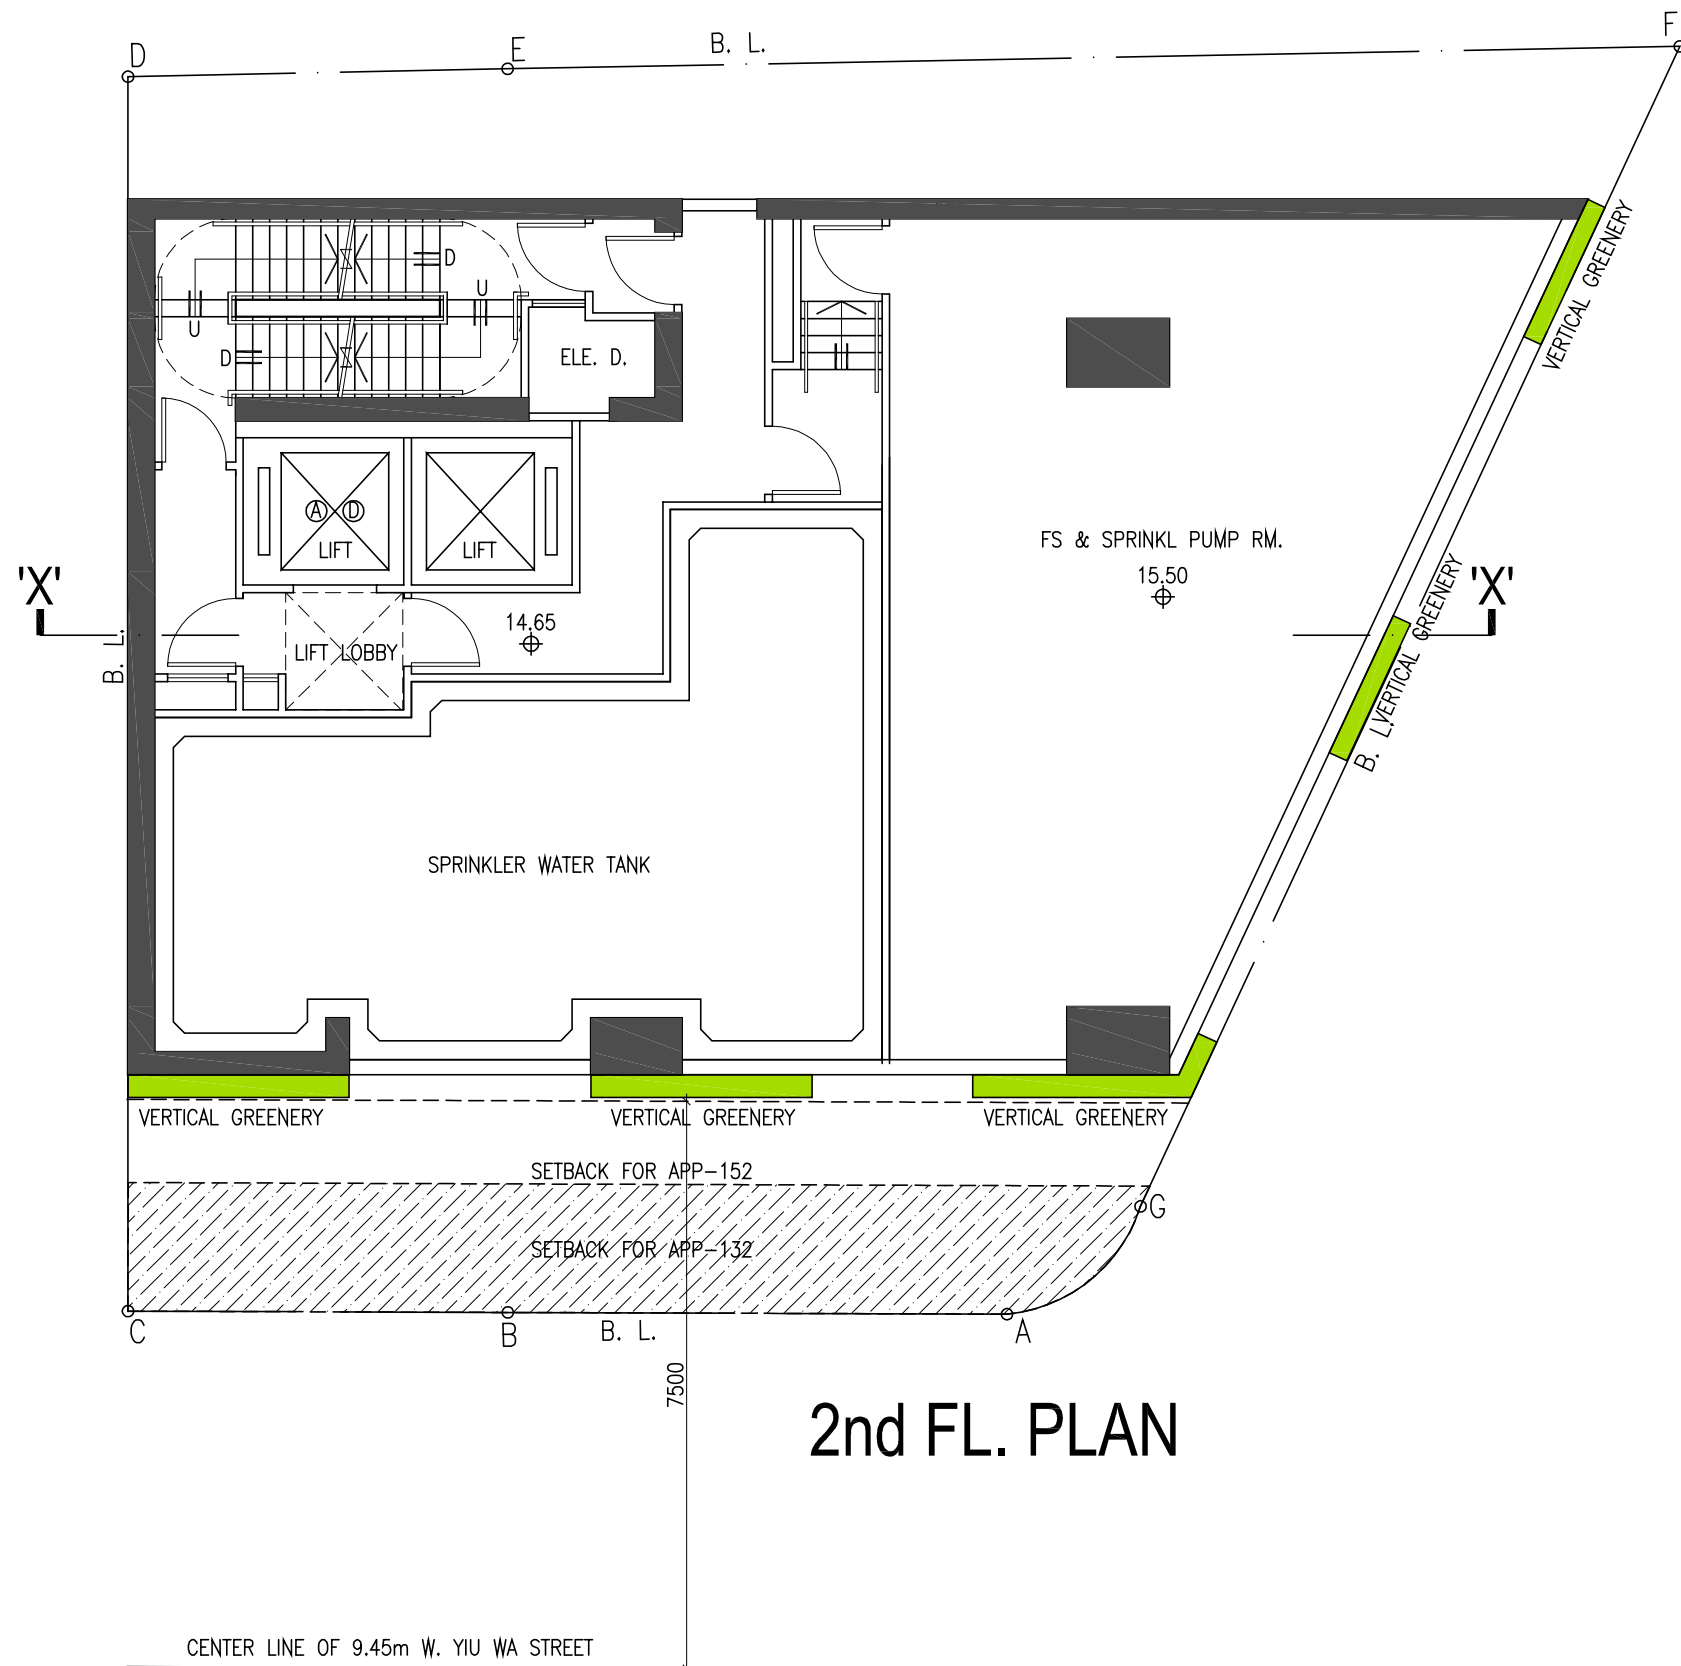 D
E
B. L.
F
VERTICAL GREENERY
D
U
U
D
ELE. D.
A
D
LIFT
LIFT
FS & SPRINKL PUMP RM.
15.50
'X'
'X'
14.65
LIFT LOBBY
B. L.
VERTICAL GREENERY
B. L.
SPRINKLER WATER TANK
VERTICAL GREENERY
VERTICAL GREENERY
VERTICAL GREENERY
SETBACK FOR APP-152
G
SETBACK FOR APP-132
C
B
B. L.
A
7500
2nd FL. PLAN
CENTER LINE OF 9.45m W. YIU WA STREET